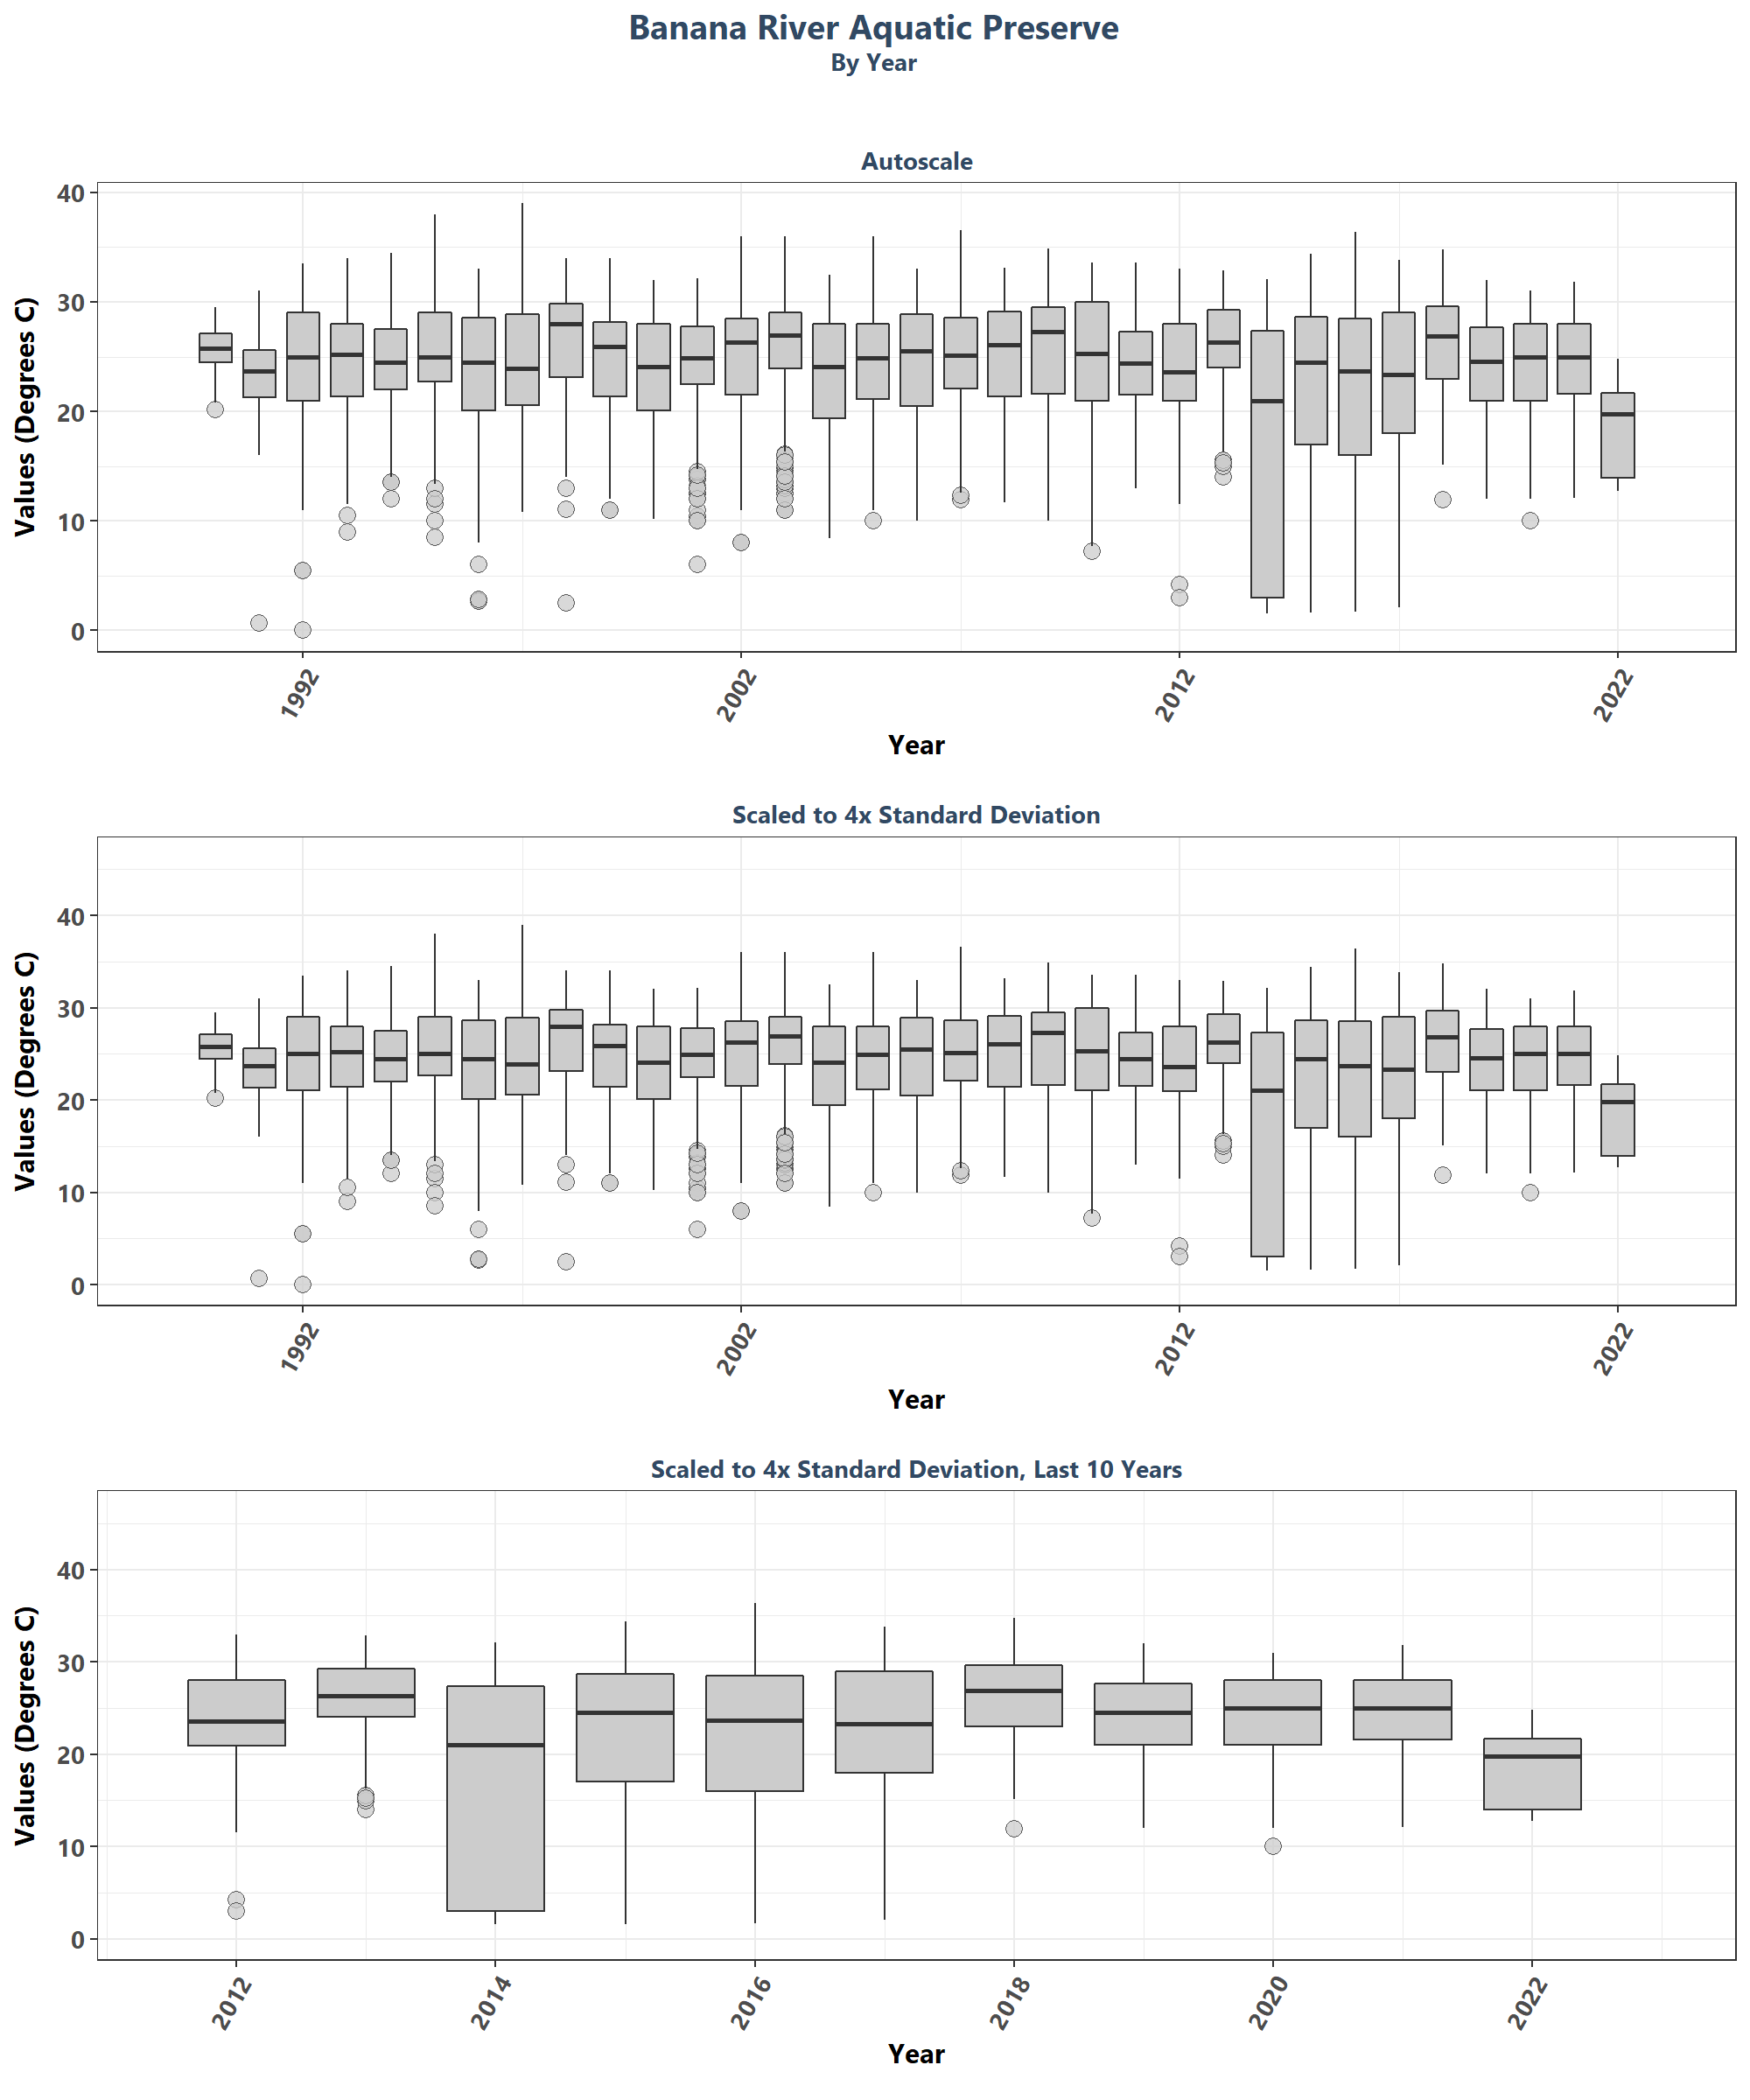 Banana River Aquatic Preserve
By Year
Autoscale
Values (Degrees C)
40
30
20
10
0
1992
2002
2012
2022
Year
Scaled to 4x Standard Deviation
Values (Degrees C)
40
30
20
10
0
1992
2002
2012
2022
Year
Scaled to 4x Standard Deviation, Last 10 Years
Values (Degrees C)
40
30
20
10
0
2012
2014
2016
2018
2020
2022
Year